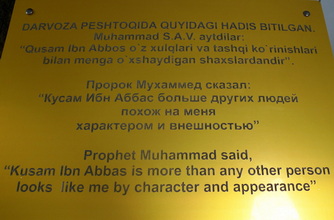 DARVOZA PESHTOQIDA QUYIDAGI HADIS BITILGAN.
Muhammad S.A.V. aytdilar:
“Qusam Ibn Abbos o`z xulqlari va tashqi ko`rinishlari
bilan menga o`xshaydigan shaxslardandir”.
Пророк Мухаммед сказал:
“Кусам Ибн Аббас больше других людей
похож на меня
характером и внешностью”
Prophet Muhammad said,
“Kusam Ibn Abbas is more than any other person
looks like me by character and appearance”